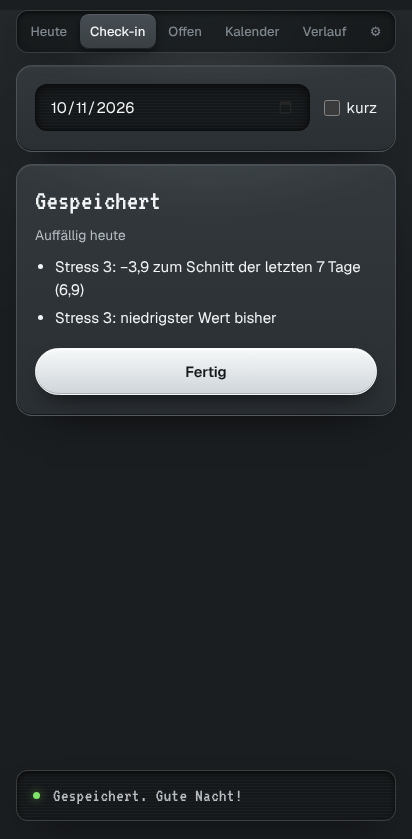 Heute Check-in Offen Kalender Verlauf ⚙
10/11/2026 kurz
Gespeichert
Auffällig heute
• Stress 3: −3,9 zum Schnitt der letzten 7 Tage
(6,9)
• Stress 3: niedrigster Wert bisher
Fertig
Gespeichert. Gute Nacht!